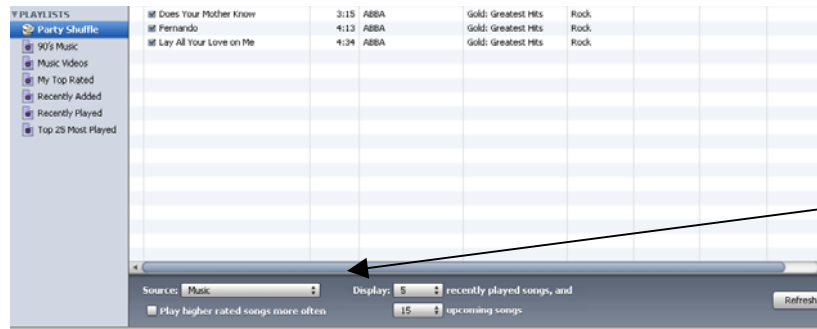 ▼PLAYLISTS
Party Shuffle
90's Music
Music Videos
My Top Rated
Recently Added
Recently Played
Top 25 Most Played
Does Your Mother Know 3:15 ABBA Gold: Greatest Hits Rock
Fernando 4:13 ABBA Gold: Greatest Hits Rock
Lay All Your Love on Me 4:34 ABBA Gold: Greatest Hits Rock
Source: Music Display: 5 recently played songs, and
Play higher rated songs more often 15 upcoming songs
Refresh